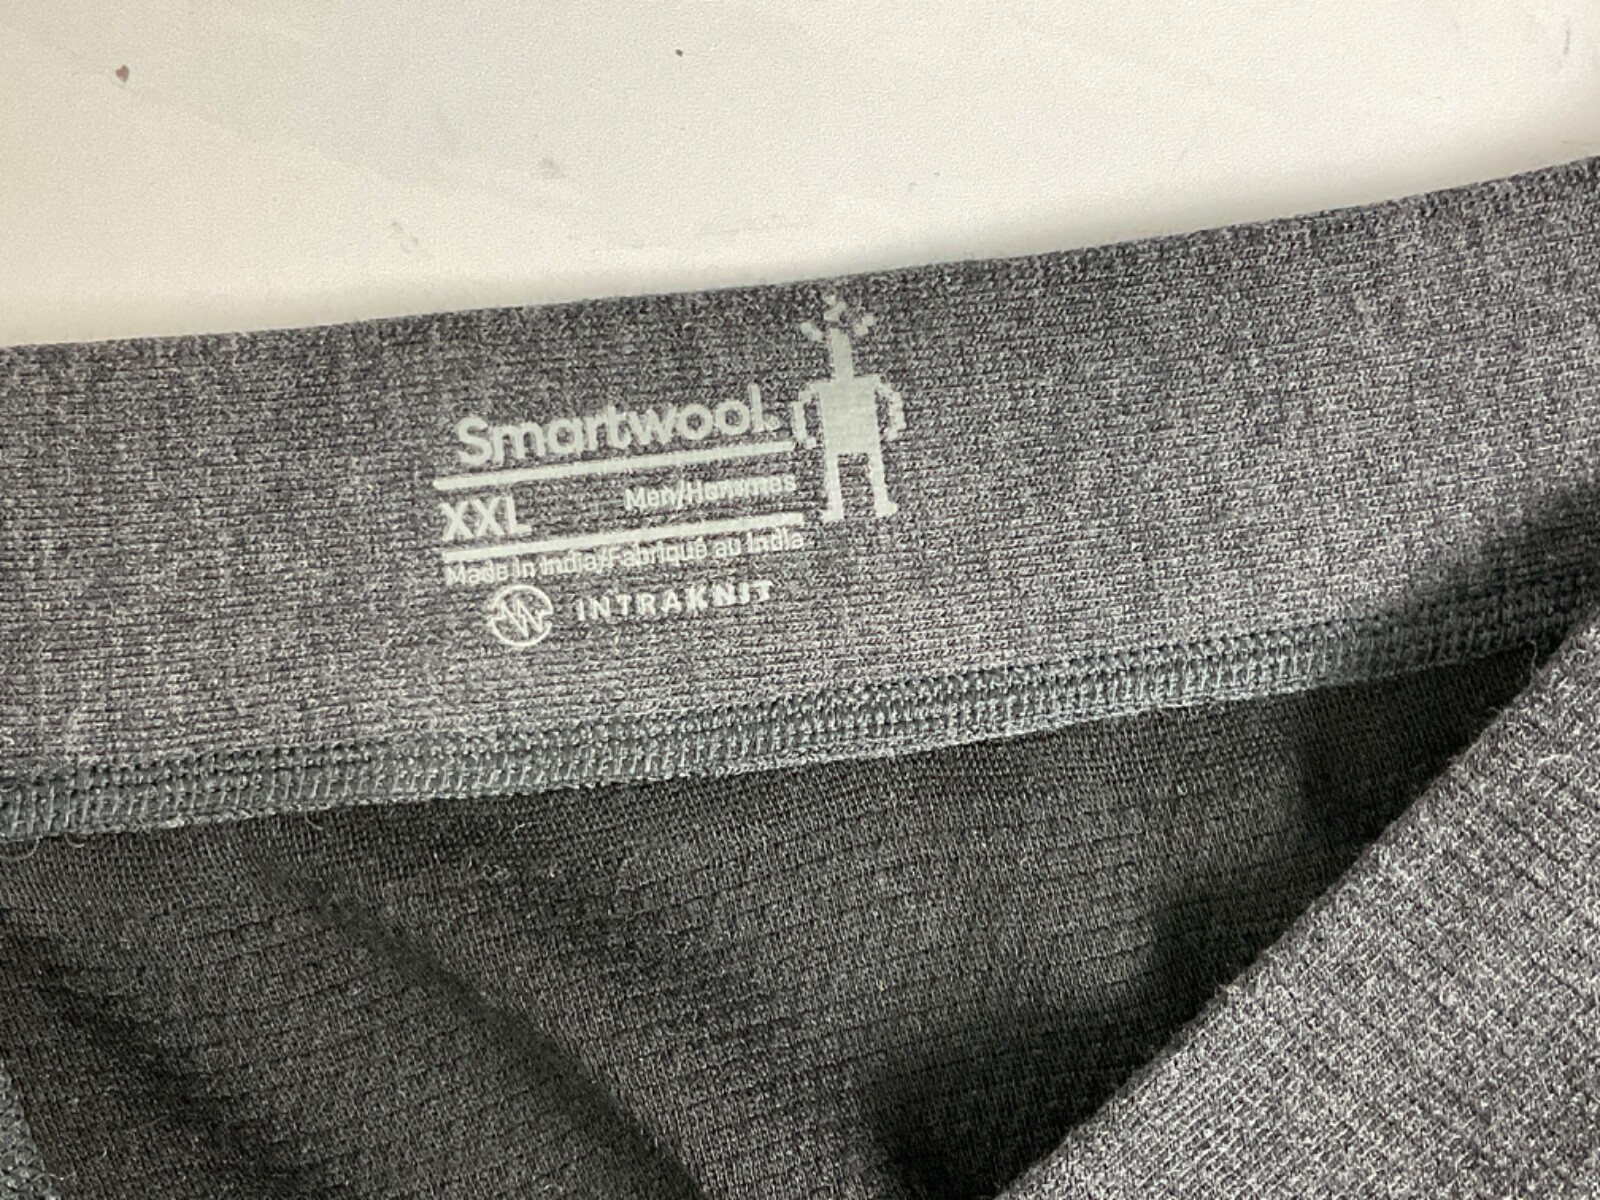 Smartwool.
XXL Men/Hommes
Made in India/Fabriqué au India
INTRAKNIT